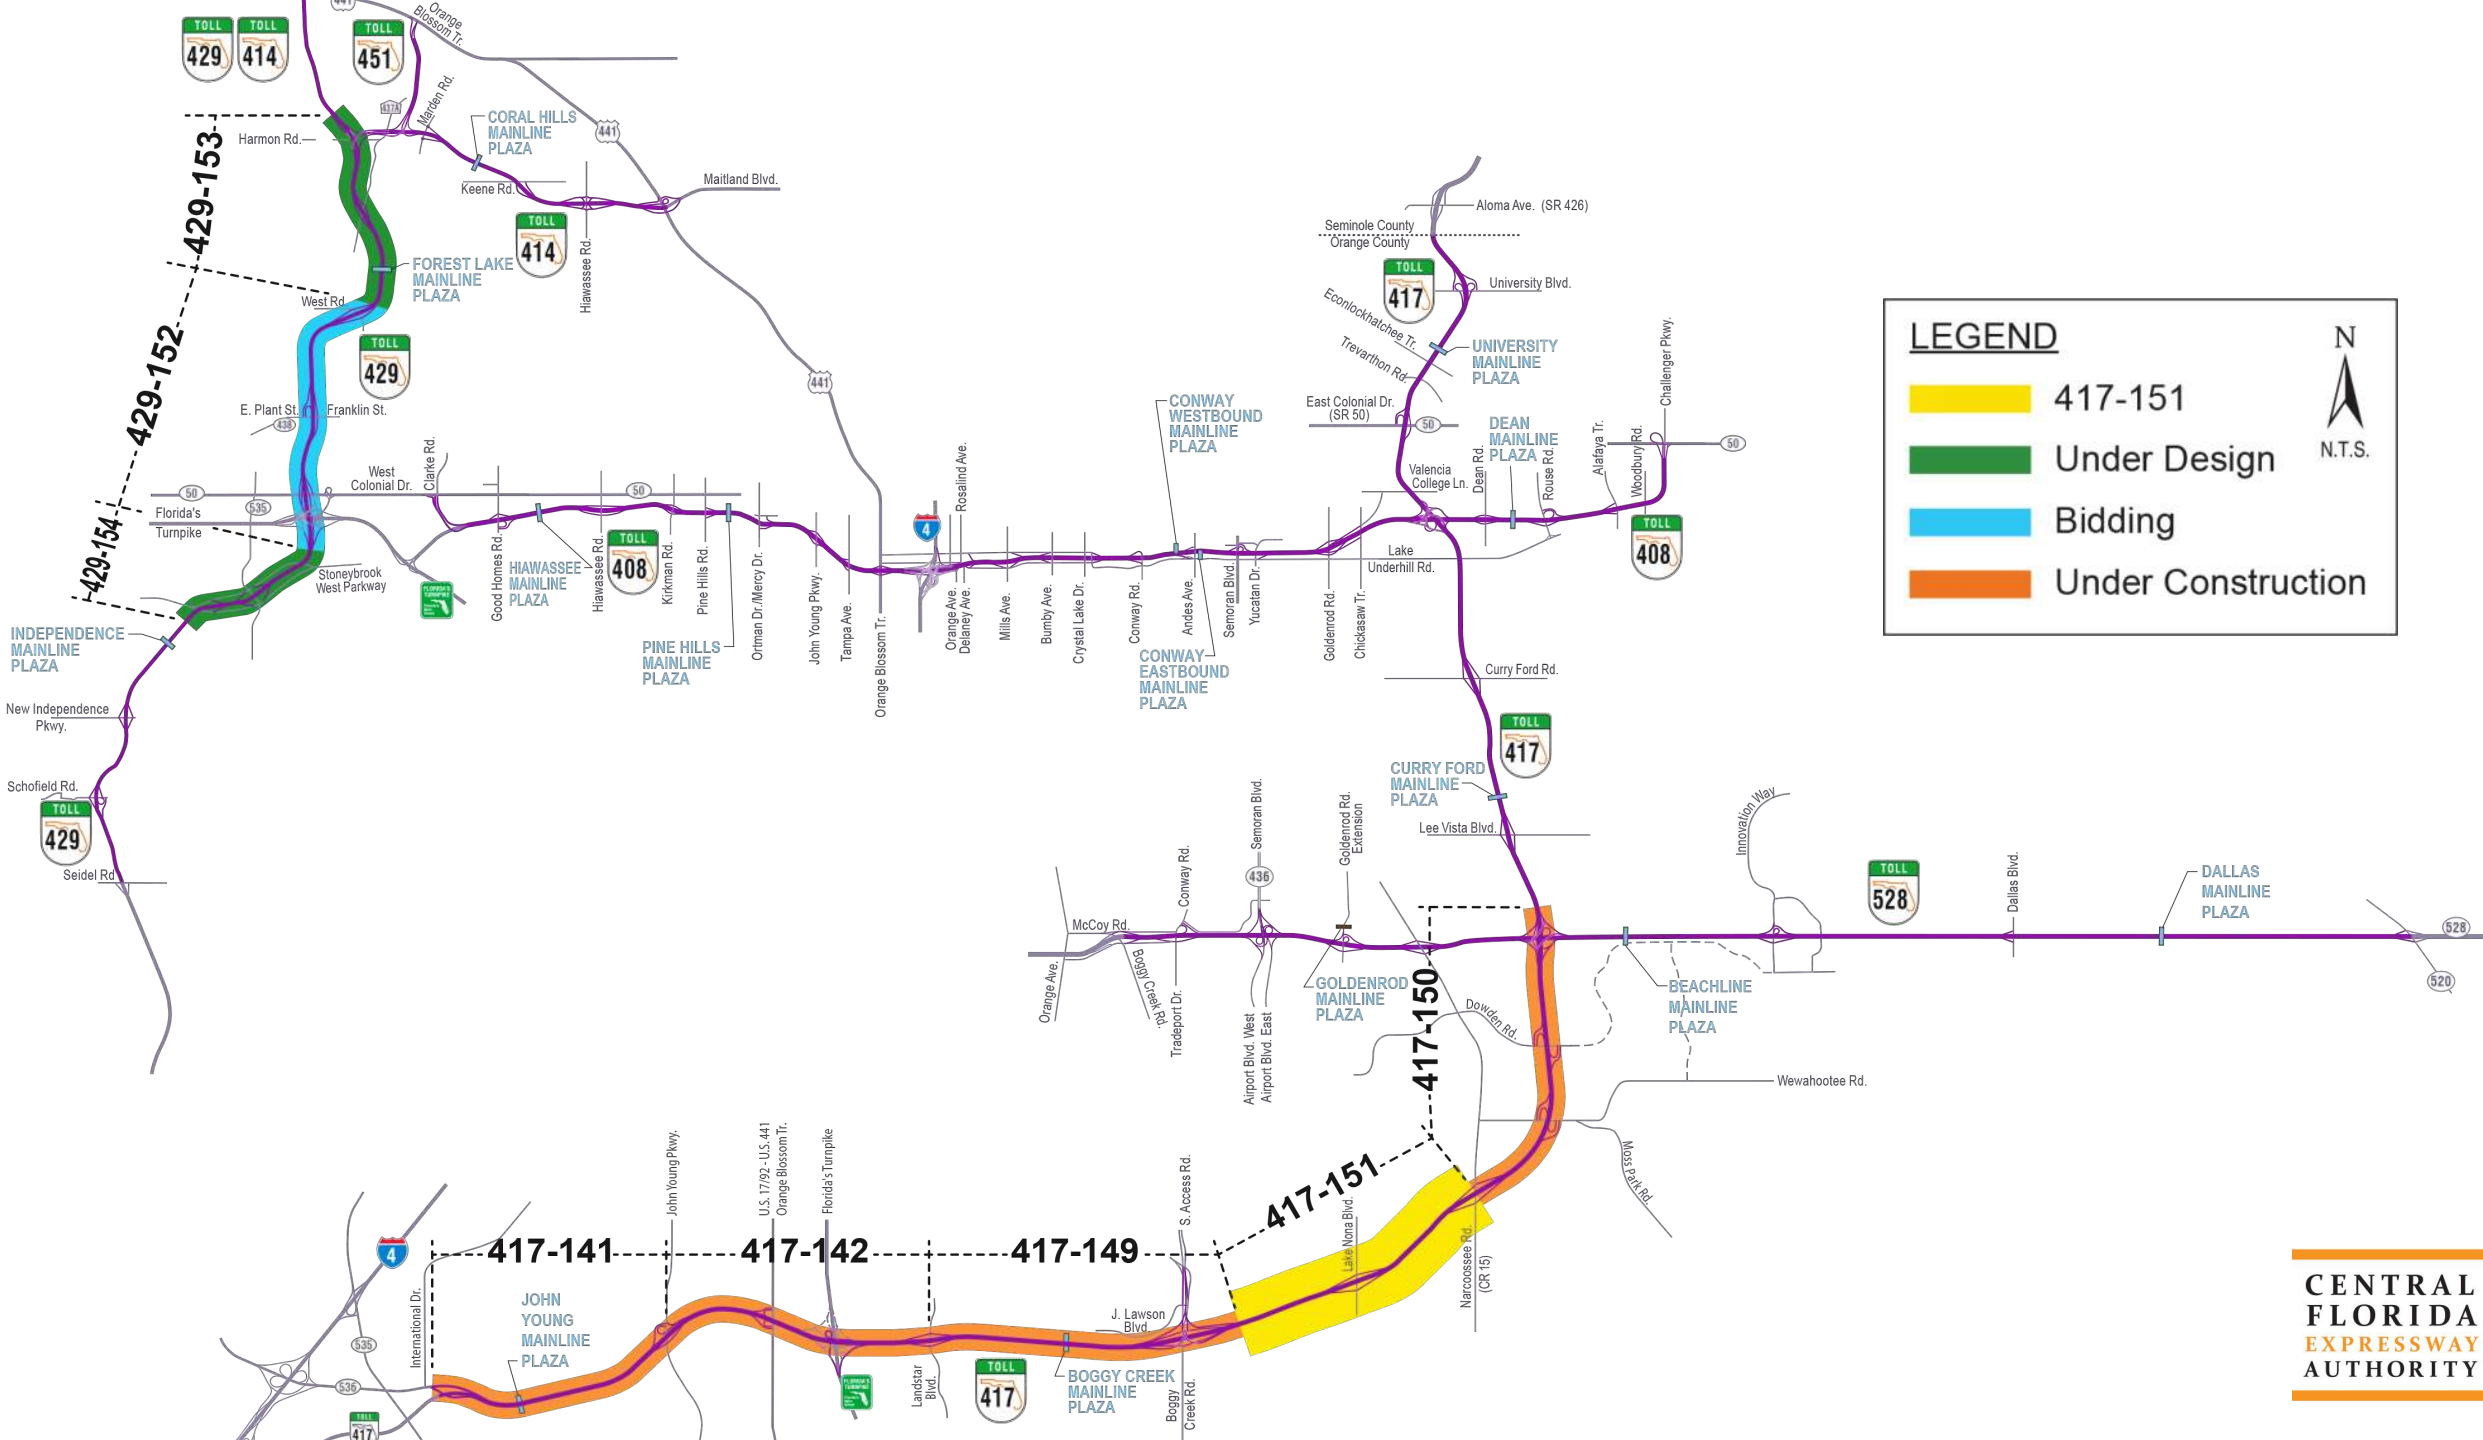 441
Orange
Blossom Tr.
TOLL
429
TOLL
414
TOLL
451
437A
Marden Rd.
Harmon Rd.
CORAL HILLS
MAINLINE
PLAZA
441
429-153
Keene Rd.
Maitland Blvd.
TOLL
414
Hiawassee Rd.
FOREST LAKE
MAINLINE
PLAZA
West Rd.
429-152
TOLL
429
441
E. Plant St.
Franklin St.
438
West
Colonial Dr.
Clarke Rd.
50
50
535
Florida's
Turnpike
429-154
Stoneybrook
West Parkway
FLORIDA'S
TURNPIKE
INDEPENDENCE
MAINLINE
PLAZA
New Independence
Pkwy.
Schofield Rd.
TOLL
429
Seidel Rd
Good Homes Rd.
HIAWASSEE
MAINLINE
PLAZA
Hiawassee Rd.
TOLL
408
Kirkman Rd.
Pine Hills Rd.
PINE HILLS
MAINLINE
PLAZA
Ortman Dr./Mercy Dr.
John Young Pkwy.
Tampa Ave.
Orange Blossom Tr.
4
Rosalind Ave.
Orange Ave.
Delaney Ave.
Mills Ave.
Bumby Ave.
Crystal Lake Dr.
Conway Rd.
CONWAY
WESTBOUND
MAINLINE
PLAZA
Andes Ave.
CONWAY
EASTBOUND
MAINLINE
PLAZA
Semoran Blvd.
Yucatan Dr.
Goldenrod Rd.
Chickasaw Tr.
Lake
Underhill Rd.
Aloma Ave. (SR 426)
Seminole County
Orange County
TOLL
417
University Blvd.
Econlockhatchee Tr.
Trevarthon Rd.
UNIVERSITY
MAINLINE
PLAZA
East Colonial Dr.
(SR 50)
50
Valencia
College Ln.
Dean Rd.
DEAN
MAINLINE
PLAZA
Rouse Rd.
Alafaya Tr.
Woodbury Rd.
Challenger Pkwy.
50
TOLL
408
Curry Ford Rd.
TOLL
417
CURRY FORD
MAINLINE
PLAZA
Lee Vista Blvd.
LEGEND
417-151
Under Design
Bidding
Under Construction
N
N.T.S.
McCoy Rd.
Orange Ave.
Boggy Creek Rd.
Conway Rd.
Tradeport Dr.
Semoran Blvd.
436
Airport Blvd. West
Airport Blvd. East
Goldenrod Rd.
Extension
GOLDENROD
MAINLINE
PLAZA
417-150
Dowden Rd.
Innovation Way
TOLL
528
BEACHLINE
MAINLINE
PLAZA
Dallas Blvd.
DALLAS
MAINLINE
PLAZA
528
520
Wewahootee Rd.
Moss Park Rd.
417-151
Lake Nona Blvd.
Narcoossee Rd.
(CR 15)
4
535
536
TOLL
417
International Dr.
417-141
JOHN
YOUNG
MAINLINE
PLAZA
John Young Pkwy.
417-142
U.S. 17/92 - U.S. 441
Orange Blossom Tr.
Florida's Turnpike
FLORIDA'S
TURNPIKE
Landstar
Blvd.
417-149
TOLL
417
BOGGY CREEK
MAINLINE
PLAZA
J. Lawson
Blvd.
S. Access Rd.
Boggy
Creek Rd.
CENTRAL
FLORIDA
EXPRESSWAY
AUTHORITY